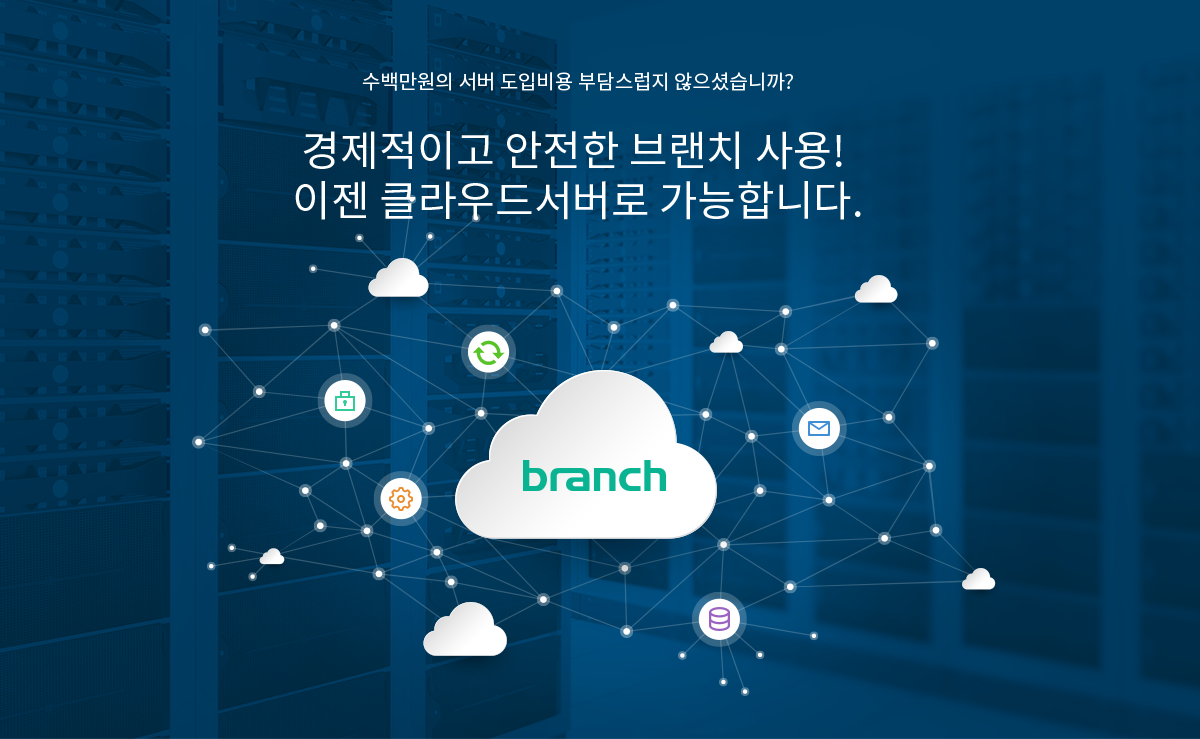 수백만원의 서버 도입비용 부담스럽지 않으셨습니까?
경제적이고 안전한 브랜치 사용!
이젠 클라우드서버로 가능합니다.
branch